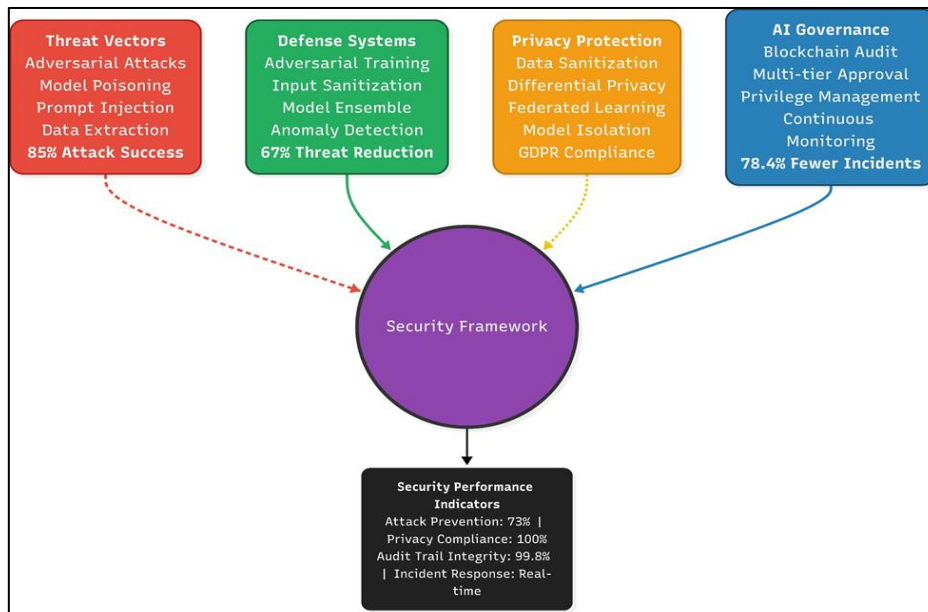 Threat Vectors
Adversarial Attacks
Model Poisoning
Prompt Injection
Data Extraction
85% Attack Success
Defense Systems
Adversarial Training
Input Sanitization
Model Ensemble
Anomaly Detection
67% Threat Reduction
Privacy Protection
Data Sanitization
Differential Privacy
Federated Learning
Model Isolation
GDPR Compliance
AI Governance
Blockchain Audit
Multi-tier Approval
Privilege Management
Continuous
Monitoring
78.4% Fewer Incidents
Security Framework
Security Performance
Indicators
Attack Prevention: 73% |
Privacy Compliance: 100%
Audit Trail Integrity: 99.8%
| Incident Response: Real-
time